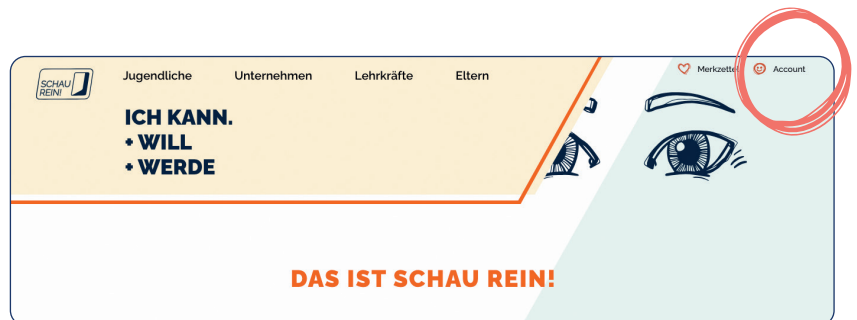 SCHAU
REIN!
Jugendliche Unternehmen Lehrkräfte Eltern
Merkzettel Account
ICH KANN.
+ WILL
+ WERDE
DAS IST SCHAU REIN!